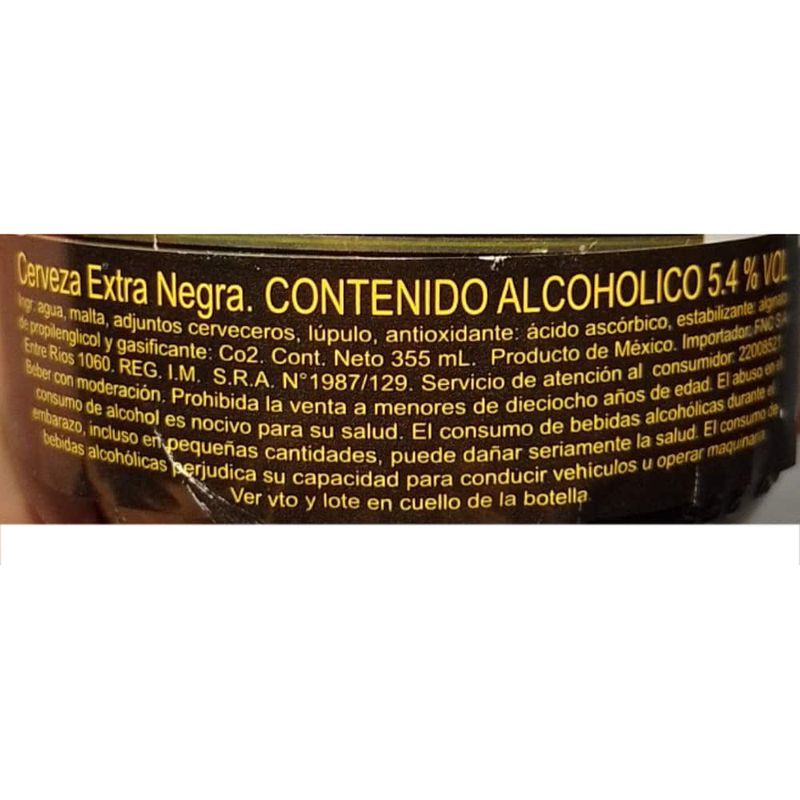 Cerveza Extra Negra. CONTENIDO ALCOHOLICO 5.4 % VOL
Ingr: agua, malta, adjuntos cerveceros, lúpulo, antioxidante: ácido ascórbico, estabilizante: alginato
de propilenglicol y gasificante: Co2. Cont. Neto 355 mL. Producto de México. Importador: FNC S.A.
Entre Ríos 1060. REG. I.M. S.R.A. N°1987/129. Servicio de atención al consumidor: 22008521
Beber con moderación. Prohibida la venta a menores de dieciocho años de edad. El abuso en el
consumo de alcohol es nocivo para su salud. El consumo de bebidas alcohólicas durante el
embarazo, incluso en pequeñas cantidades, puede dañar seriamente la salud. El consumo de
bebidas alcohólicas perjudica su capacidad para conducir vehiculos u operar maquinaria.
Ver vto y lote en cuello de la botella